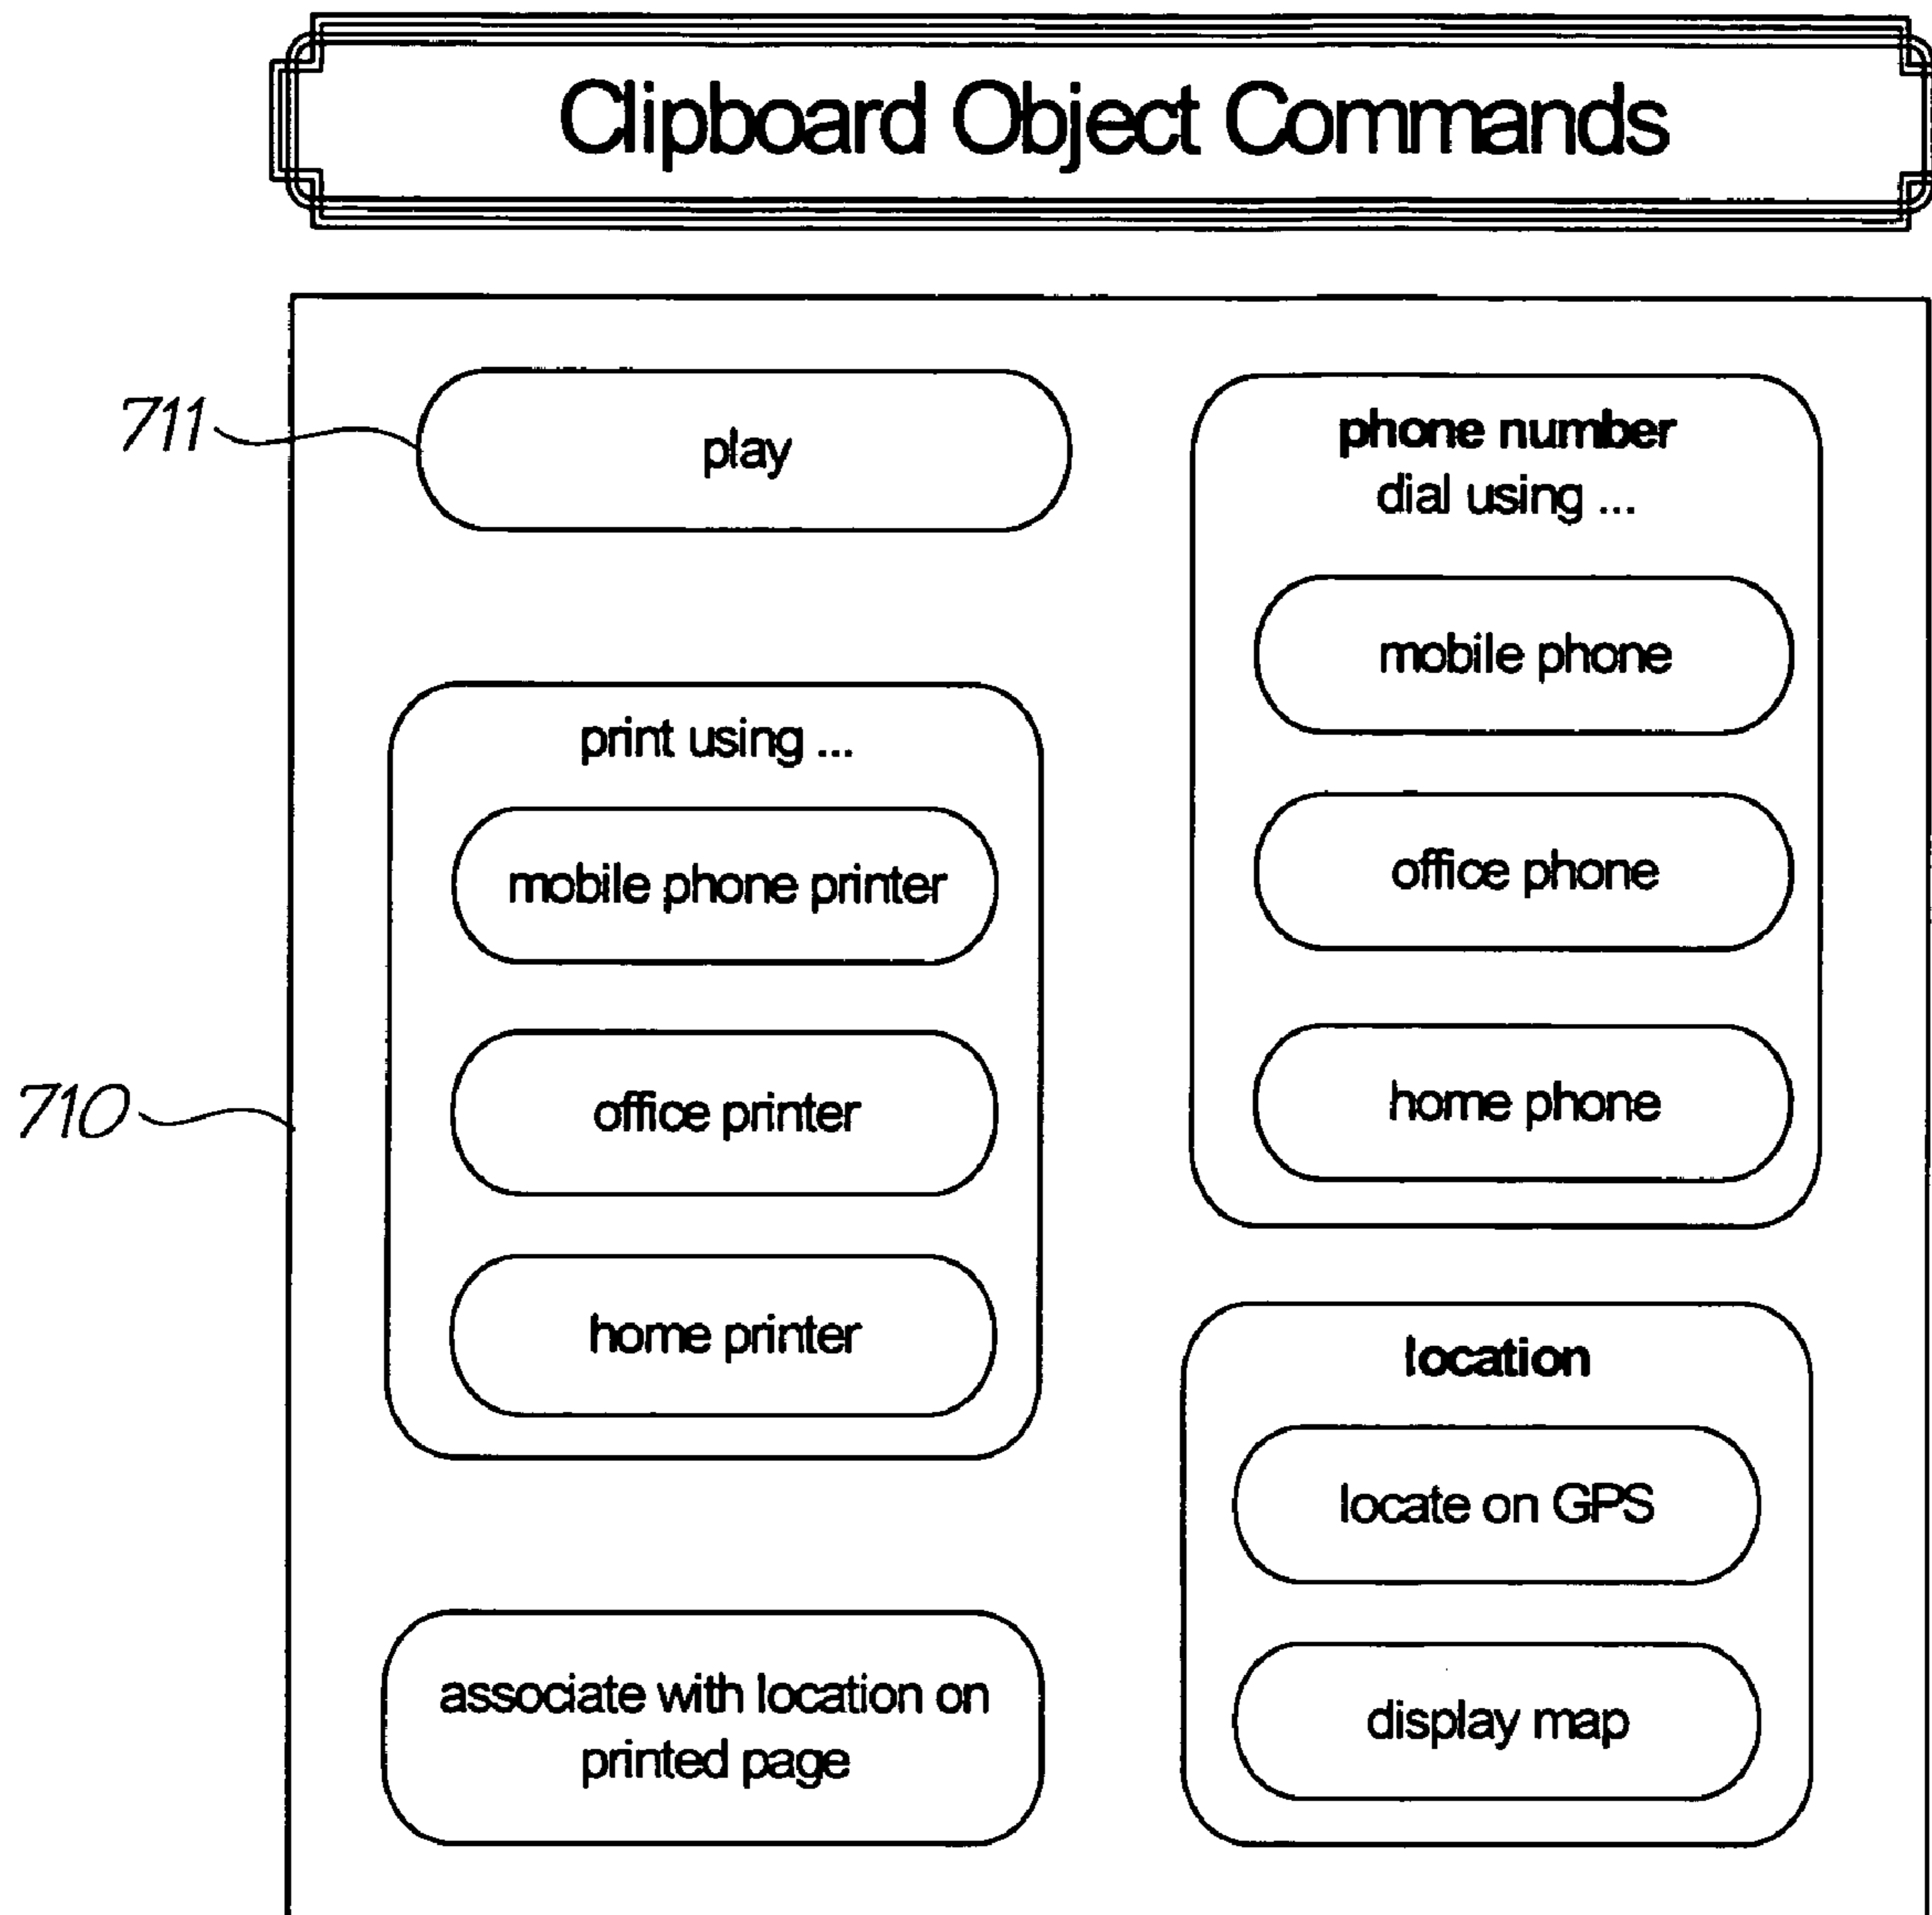 Clipboard Object Commands
711
play
print using ...
mobile phone printer
office printer
home printer
710
associate with location on
printed page
phone number
dial using ...
mobile phone
office phone
home phone
location
locate on GPS
display map